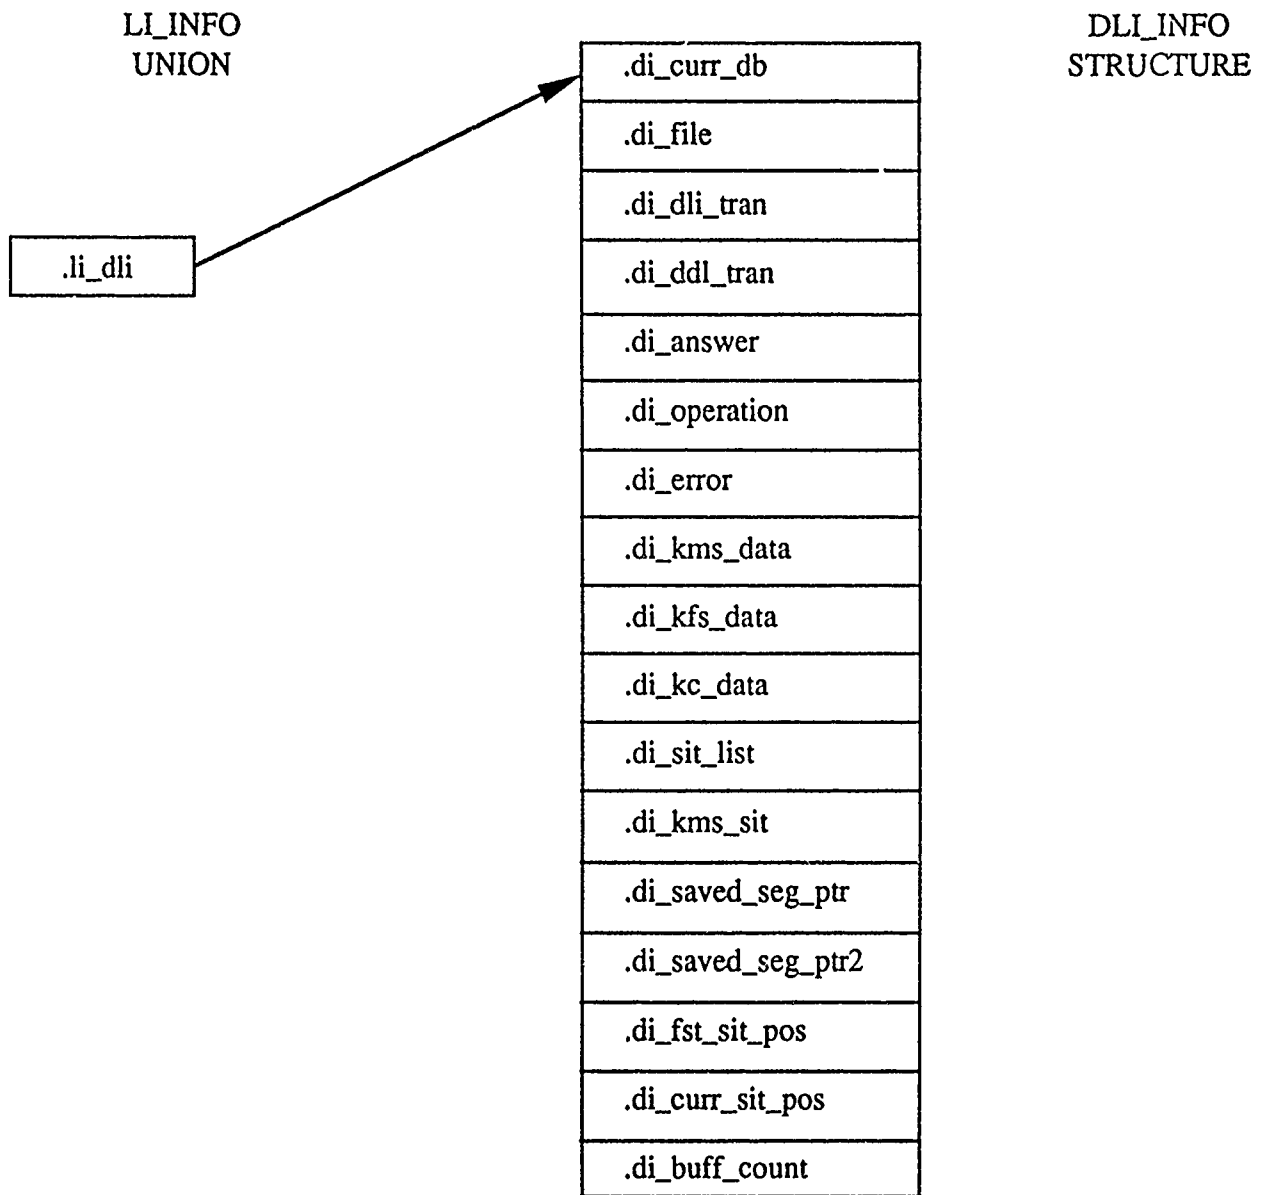 LI_INFO
UNION
DLI_INFO
STRUCTURE
.li_dli
.di_curr_db
.di_file
.di_dli_tran
.di_ddl_tran
.di_answer
.di_operation
.di_error
.di_kms_data
.di_kfs_data
.di_kc_data
.di_sit_list
.di_kms_sit
.di_saved_seg_ptr
.di_saved_seg_ptr2
.di_fst_sit_pos
.di_curr_sit_pos
.di_buff_count